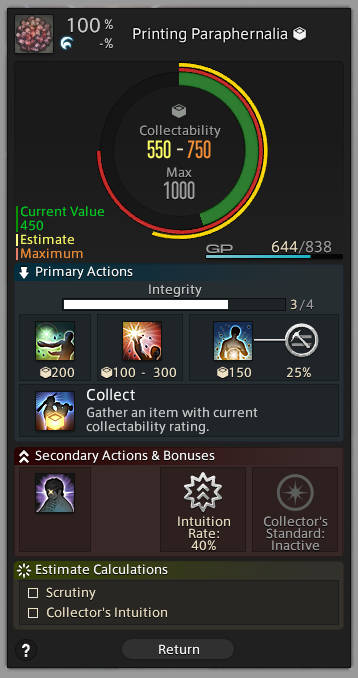 100 %
-%
Printing Paraphernalia
Collectability
550 - 750
Max
1000
Current Value
450
Estimate
Maximum
GP 644/838
Primary Actions
Integrity
3/4
200
100 - 300
150
25%
Collect
Gather an item with current
collectability rating.
Secondary Actions & Bonuses
Intuition
Rate:
40%
Collector's
Standard:
Inactive
Estimate Calculations
Scrutiny
Collector's Intuition
?
Return